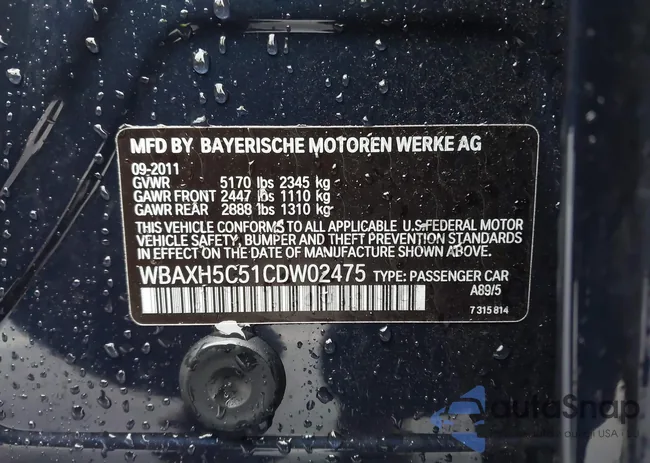 MFD BY BAYERISCHE MOTOREN WERKE AG
09-2011
GVWR 5170 lbs 2345 kg
GAWR FRONT 2447 lbs 1110 kg
GAWR REAR 2888 lbs 1310 kg
THIS VEHICLE CONFORMS TO ALL APPLICABLE U.S.FEDERAL MOTOR
VEHICLE SAFETY, BUMPER AND THEFT PREVENTION STANDARDS
IN EFFECT ON THE DATE OF MANUFACTURE SHOWN ABOVE.
WBAXH5C51CDW02475 TYPE: PASSENGER CAR
A89/5
7 315 814
autoSnap
USA